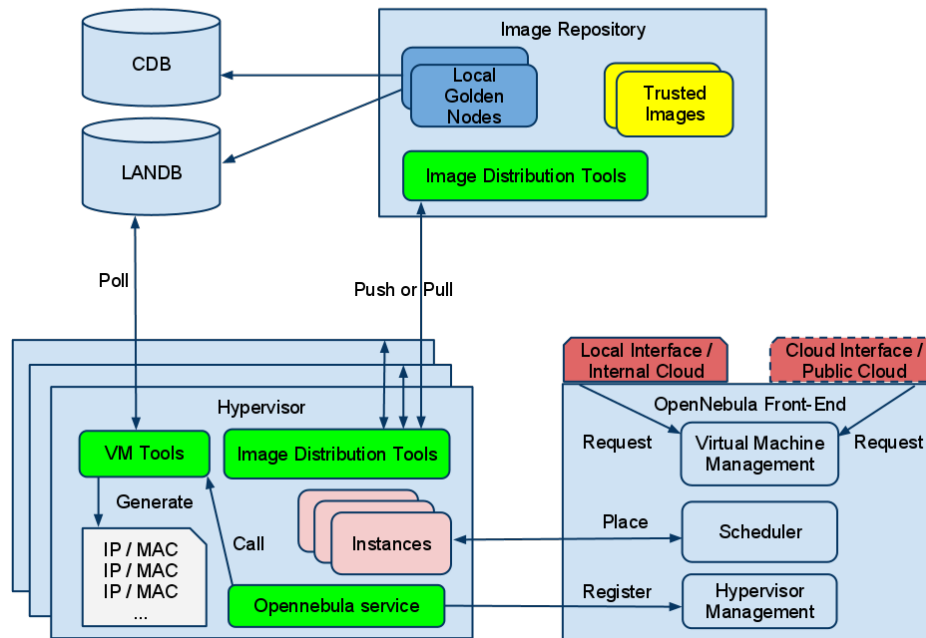 CDB
Image Repository
Local
Golden
Nodes
Trusted
Images
LANDB
Image Distribution Tools
Poll
Push or Pull
Local Interface /
Internal Cloud
Cloud Interface /
Public Cloud
Hypervisor
OpenNebula Front-End
VM Tools
Image Distribution Tools
Request
Virtual Machine
Management
Request
Generate
Instances
Place
Scheduler
IP / MAC
IP / MAC
IP / MAC
...
Call
Opennebula service
Register
Hypervisor
Management